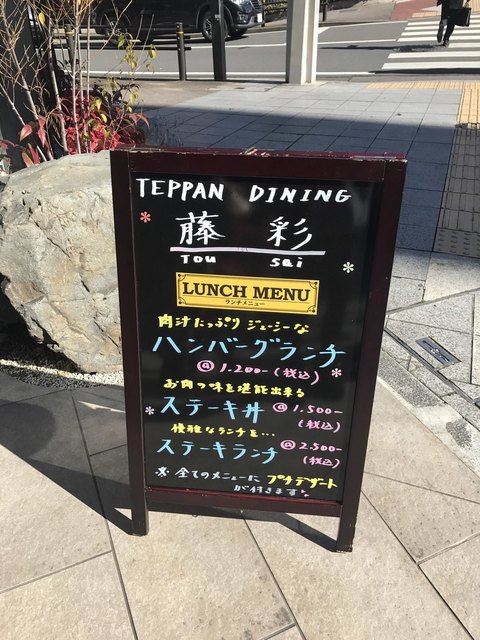 TEPPAN DINING
藤 彩
TOU sai
LUNCH MENU
ランチメニュー
肉汁たっぷり ジューシーな
ハンバーグランチ
@ 1.200-(税込)
お肉の味を堪能出来る
ステーキ丼 @ 1.500-
(税込)
優雅なランチを…
ステーキランチ @ 2.500-
(税込)
※全てのメニューに プチデザート
が付きます♪